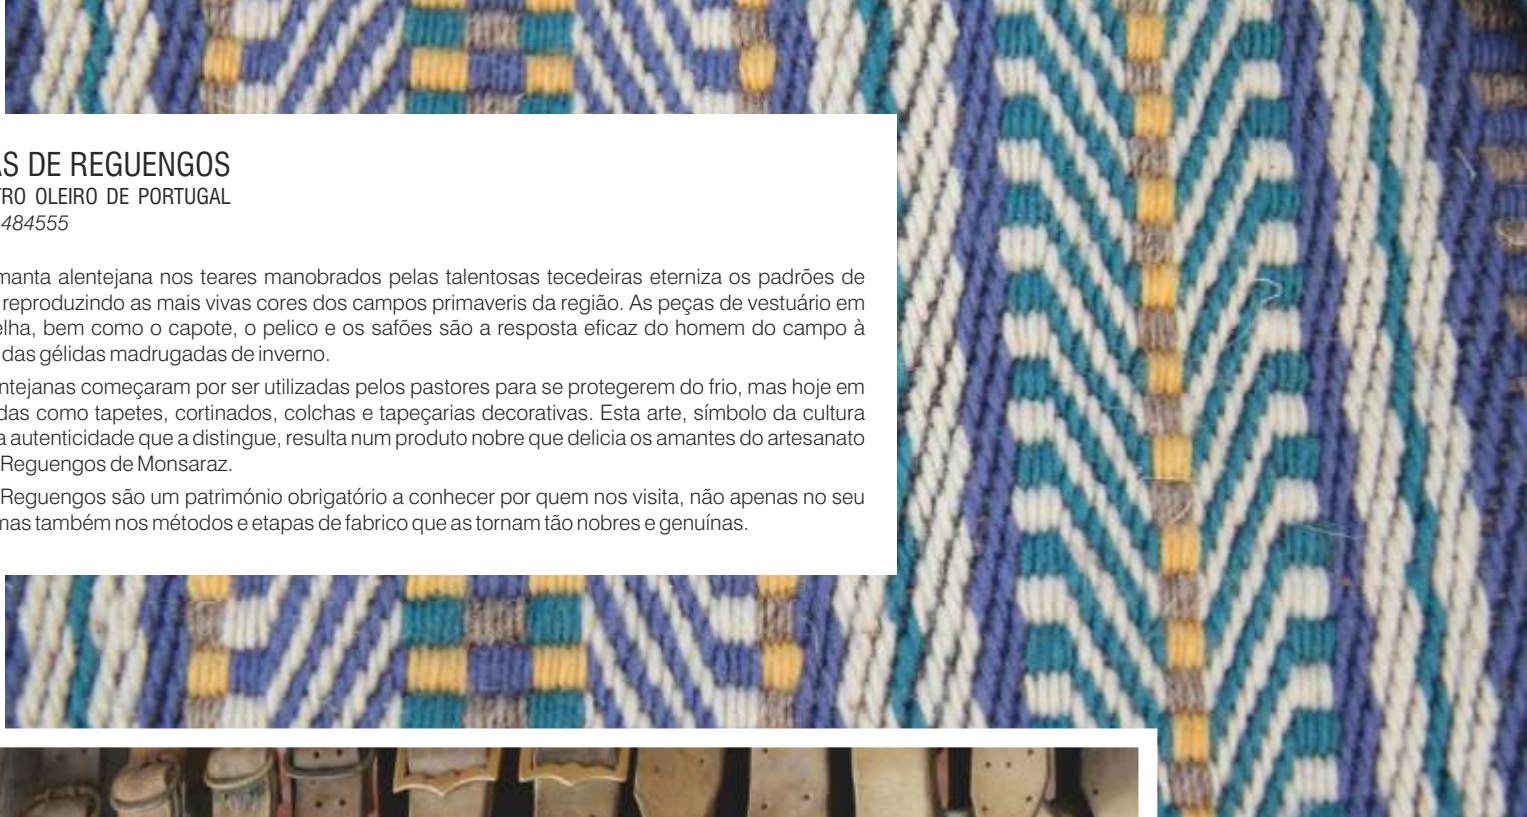 AS DE REGUENGOS
TRO OLEIRO DE PORTUGAL
484555
manta alentejana nos teares manobrados pelas talentosas tecedeiras eterniza os padrões de
reproduzindo as mais vivas cores dos campos primaveris da região. As peças de vestuário em
elha, bem como o capote, o pelico e os safões são a resposta eficaz do homem do campo à
das gélidas madrugadas de inverno.
ntejanas começaram por ser utilizadas pelos pastores para se protegerem do frio, mas hoje em
das como tapetes, cortinados, colchas e tapeçarias decorativas. Esta arte, símbolo da cultura
a autenticidade que a distingue, resulta num produto nobre que delicia os amantes do artesanato
Reguengos de Monsaraz.
Reguengos são um património obrigatório a conhecer por quem nos visita, não apenas no seu
mas também nos métodos e etapas de fabrico que as tornam tão nobres e genuínas.